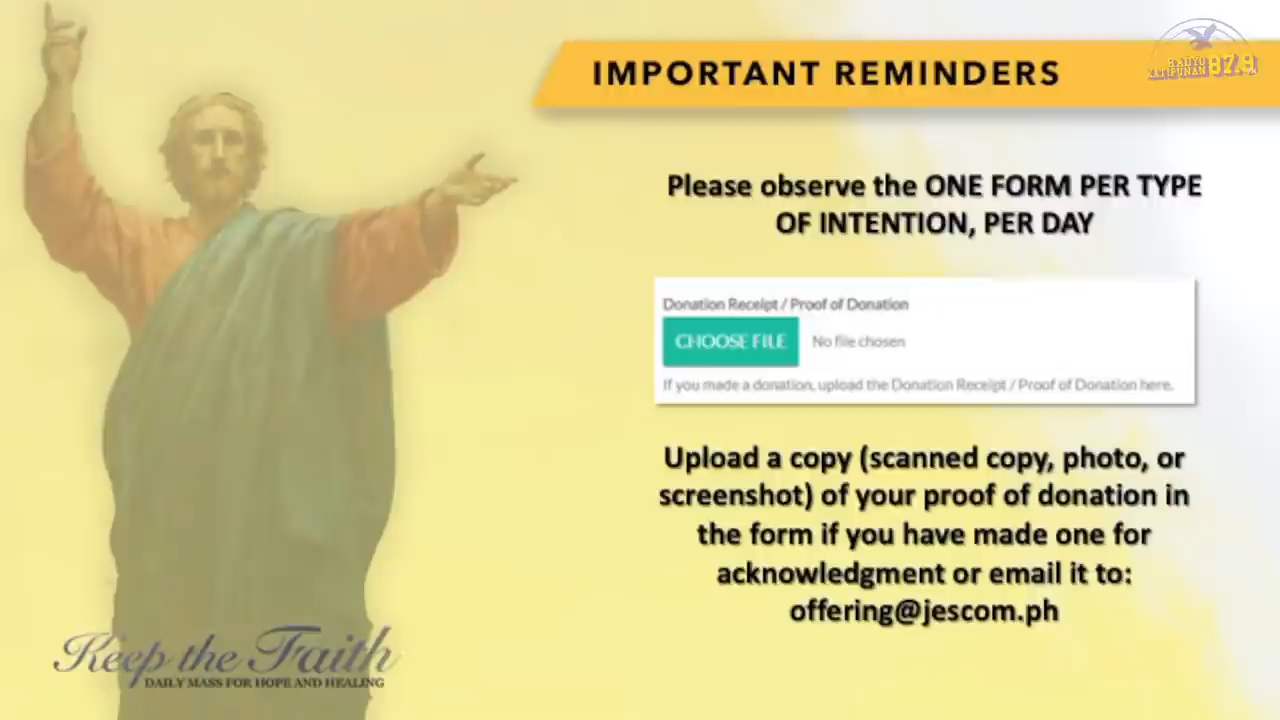 IMPORTANT REMINDERS
RADYO
KATIPUNAN 87.9
Please observe the ONE FORM PER TYPE
OF INTENTION, PER DAY
Donation Receipt / Proof of Donation
CHOOSE FILE No file chosen
If you made a donation, upload the Donation Receipt / Proof of Donation here.
Upload a copy (scanned copy, photo, or
screenshot) of your proof of donation in
the form if you have made one for
acknowledgment or email it to:
offering@jescom.ph
Keep the Faith
DAILY MASS FOR HOPE AND HEALING